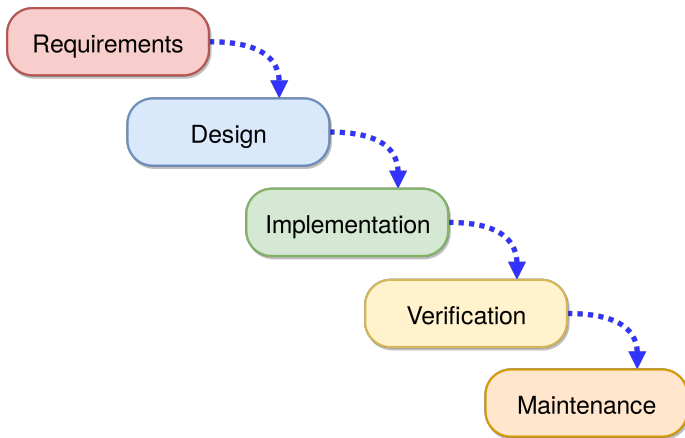 Requirements
Design
Implementation
Verification
Maintenance